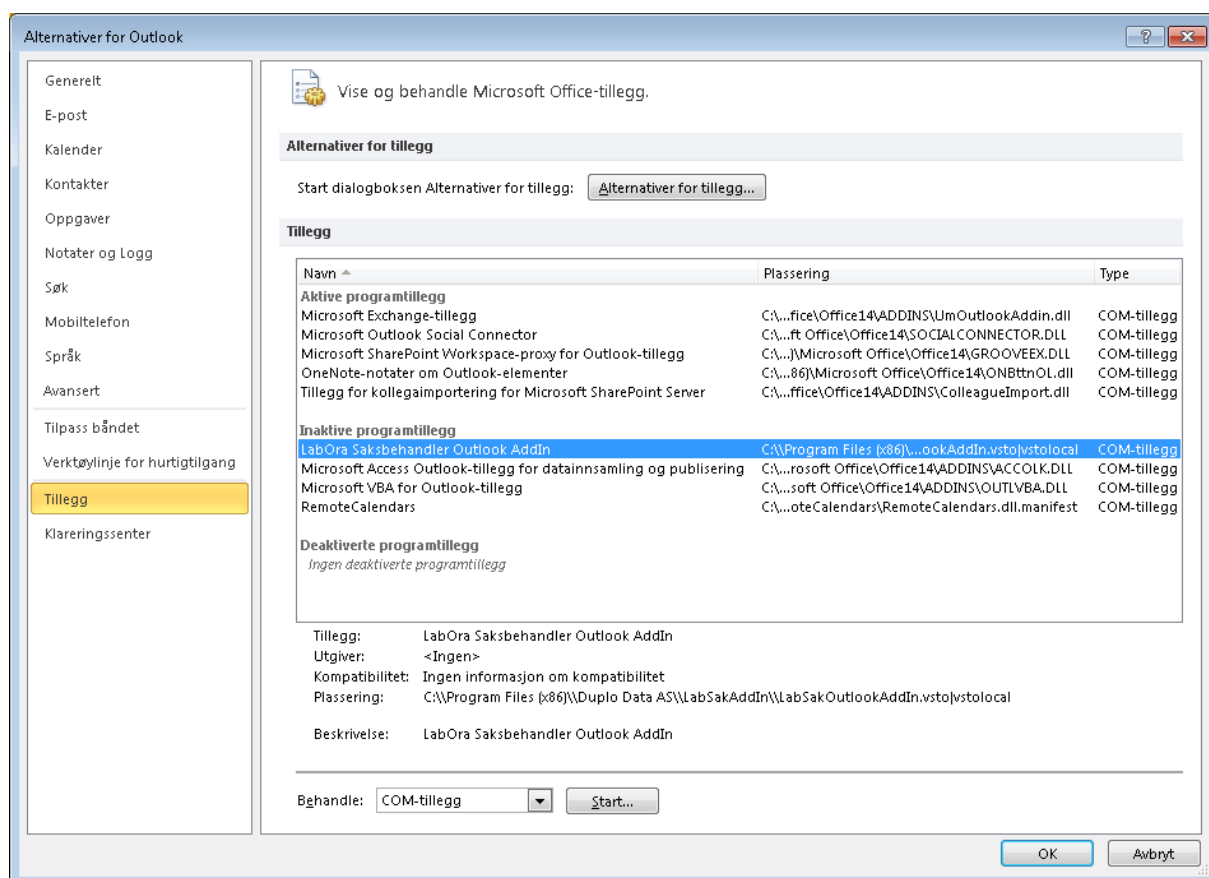 Alternativer for Outlook
Generelt
E-post
Kalender
Kontakter
Oppgaver
Notater og Logg
Søk
Mobiltelefon
Språk
Avansert
Tilpass båndet
Verktøylinje for hurtigtilgang
Tillegg
Klareringssenter
Vise og behandle Microsoft Office-tillegg.
Alternativer for tillegg
Start dialogboksen Alternativer for tillegg: Alternativer for tillegg...
Tillegg
Navn Plassering Type
Aktive programtillegg
Microsoft Exchange-tillegg C:\...fice\Office14\ADDINS\UmOutlookAddin.dll COM-tillegg
Microsoft Outlook Social Connector C:\...ft Office\Office14\SOCIALCONNECTOR.DLL COM-tillegg
Microsoft SharePoint Workspace-proxy for Outlook-tillegg C:\...)\Microsoft Office\Office14\GROOVEEX.DLL COM-tillegg
OneNote-notater om Outlook-elementer C:\...86)\Microsoft Office\Office14\ONBttnOL.dll COM-tillegg
Tillegg for kollegaimportering for Microsoft SharePoint Server C:\...ffice\Office14\ADDINS\ColleagueImport.dll COM-tillegg
Inaktive programtillegg
LabOra Saksbehandler Outlook AddIn C:\\Program Files (x86)\...ookAddIn.vsto|vstolocal COM-tillegg
Microsoft Access Outlook-tillegg for datainnsamling og publisering C:\...rosoft Office\Office14\ADDINS\ACCOLK.DLL COM-tillegg
Microsoft VBA for Outlook-tillegg C:\...soft Office\Office14\ADDINS\OUTLVBA.DLL COM-tillegg
RemoteCalendars C:\...oteCalendars\RemoteCalendars.dll.manifest COM-tillegg
Deaktiverte programtillegg
Ingen deaktiverte programtillegg
Tillegg: LabOra Saksbehandler Outlook AddIn
Utgiver: <Ingen>
Kompatibilitet: Ingen informasjon om kompatibilitet
Plassering: C:\\Program Files (x86)\\Duplo Data AS\\LabSakAddIn\\LabSakOutlookAddIn.vsto|vstolocal
Beskrivelse: LabOra Saksbehandler Outlook AddIn
Behandle: COM-tillegg Start...
OK Avbryt